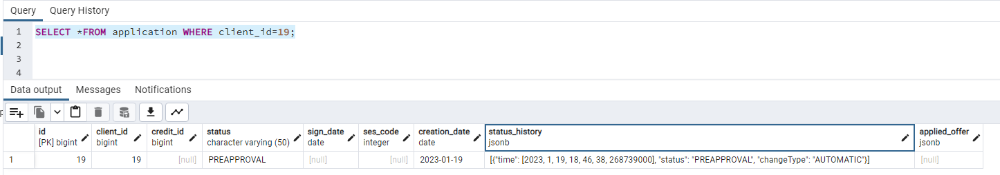 Query Query History
1 SELECT *FROM application WHERE client_id=19;
2
3
4
Data output Messages Notifications
id client_id credit_id status sign_date ses_code creation_date status_history applied_offer
[PK] bigint bigint bigint character varying (50) date integer date jsonb jsonb
1 19 19 [null] PREAPPROVAL [null] [null] 2023-01-19 [{"time": [2023, 1, 19, 18, 46, 38, 268739000], "status": "PREAPPROVAL", "changeType": "AUTOMATIC"}] [null]